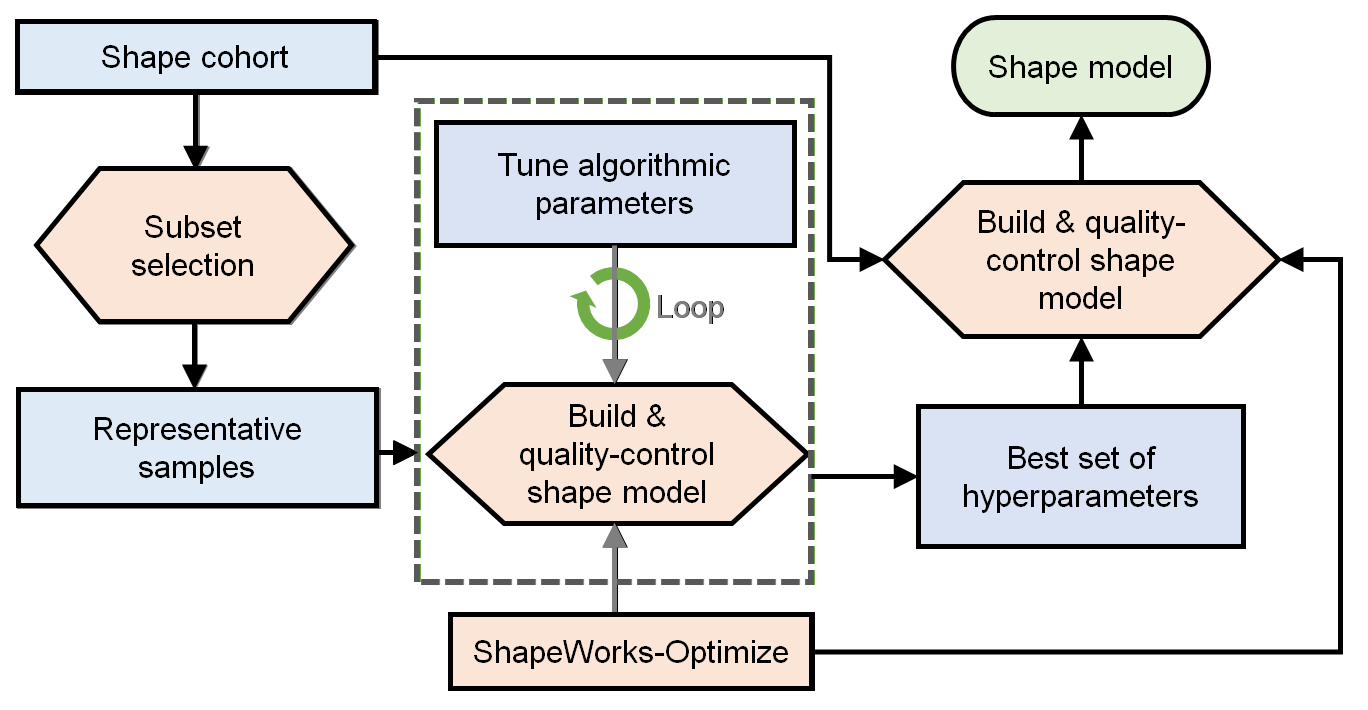 Shape cohort
Shape model
Tune algorithmic
parameters
Subset
selection
Build & quality-
control shape
model
Loop
Representative
samples
Build &
quality-control
shape model
Best set of
hyperparameters
ShapeWorks-Optimize